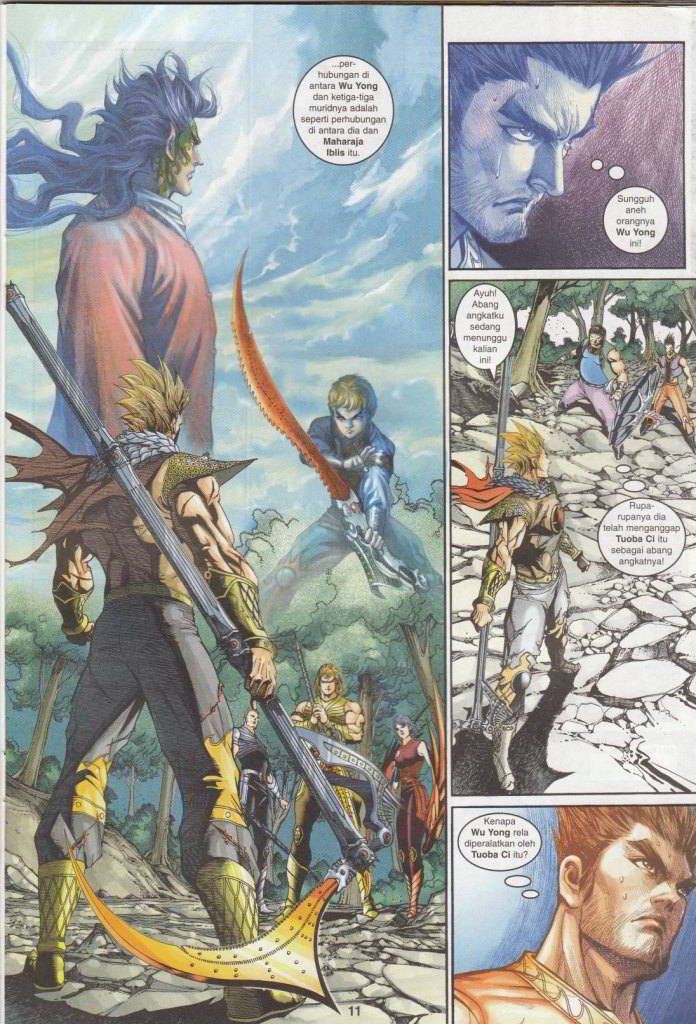 ...per-
hubungan di
antara Wu Yong
dan ketiga-tiga
muridnya adalah
seperti perhubungan
di antara dia dan
Maharaja
Iblis itu.
Sungguh
aneh
orangnya
Wu Yong
ini!
Ayuh!
Abang
angkatku
sedang
menunggu
kalian
ini!
Rupa-
rupanya dia
telah menganggap
Tuoba Ci itu
sebagai abang
angkatnya!
Kenapa
Wu Yong rela
diperalatkan oleh
Tuoba Ci itu?
11